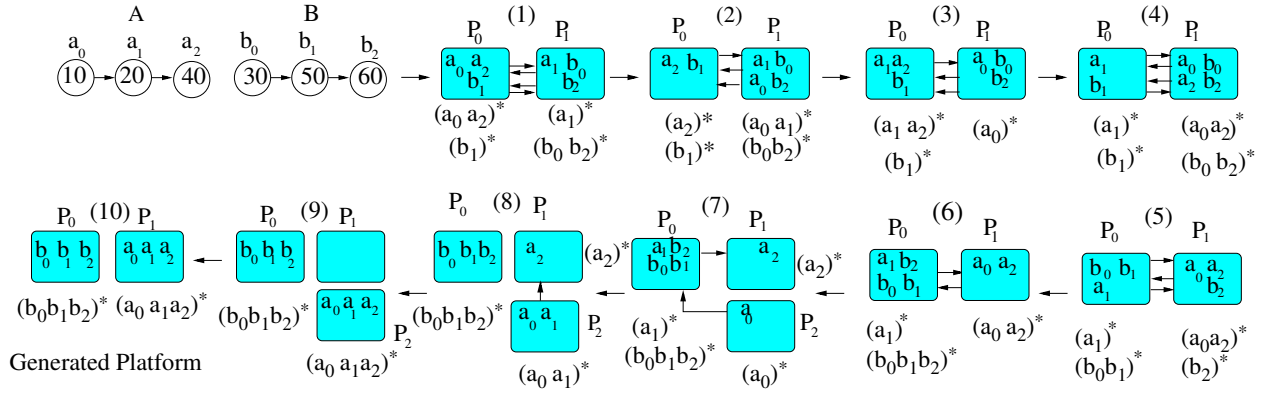 A B (1) (2) (3) (4)
a0 a1 a2 b0 b1 b2 P0 P1 P0 P1 P0 P1 P0 P1
10 20 40 30 50 60
a0 a2 a1 b0 a2 b1 a1 b0 a1 a2 a0 b0 a1 a0 b0
b1 b2 a0 b2 b1 b2 b1 a2 b2
(a0 a2)* (a1)* (a2)* (a0 a1)* (a1 a2)* (a0)* (a1)* (a0a2)*
(b1)* (b0 b2)* (b1)* (b0b2)* (b1)* (b1)* (b0 b2)*
P0 (10) P1 P0 (9) P1 P0 (8) P1 (7) (6) (5)
P0 P1 P0 P1 P0 P1
b0 b1 b2 a0 a1 a2 b0 b1 b2 b0 b1 b2 a2 (a2)* a1 b2 a2 (a2)* a1 b2 a0 a2 b0 b1 a0 a2
b0b1 b0 b1 a1 b2
(b0b1b2)* (a0 a1a2)* (b0b1b2)* a0 a1 a2 P2 (b0b1b2)* a0 a1 P2 (a1)* a0 P2 (a1)* (a0 a2)* (a1)* (a0a2)*
(b0b1b2)* (b0b1b2)* (b0b1)* (b2)*
Generated Platform (a0 a1a2)* (a0 a1)* (a0)*